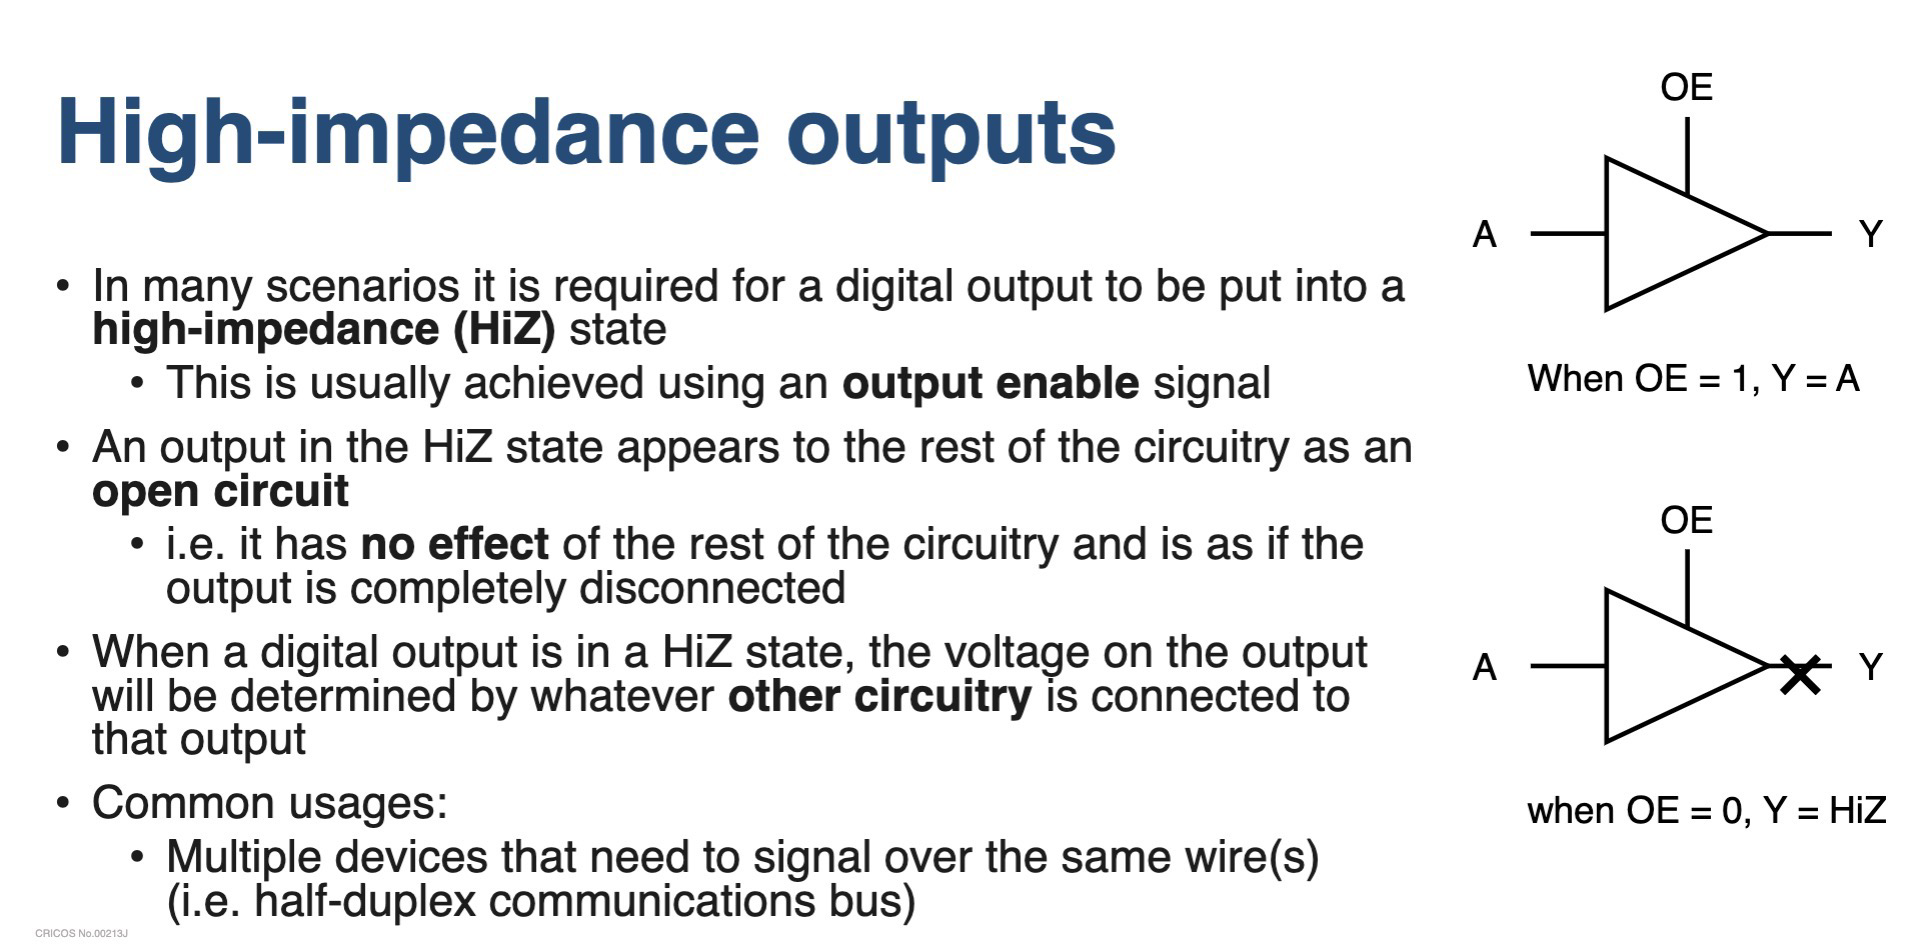 High-impedance outputs
• In many scenarios it is required for a digital output to be put into a
high-impedance (HiZ) state
• This is usually achieved using an output enable signal
• An output in the HiZ state appears to the rest of the circuitry as an
open circuit
• i.e. it has no effect of the rest of the circuitry and is as if the
output is completely disconnected
• When a digital output is in a HiZ state, the voltage on the output
will be determined by whatever other circuitry is connected to
that output
• Common usages:
• Multiple devices that need to signal over the same wire(s)
(i.e. half-duplex communications bus)
CRICOS No.00213J
OE
A
Y
When OE = 1, Y = A
OE
A
Y
when OE = 0, Y = HiZ